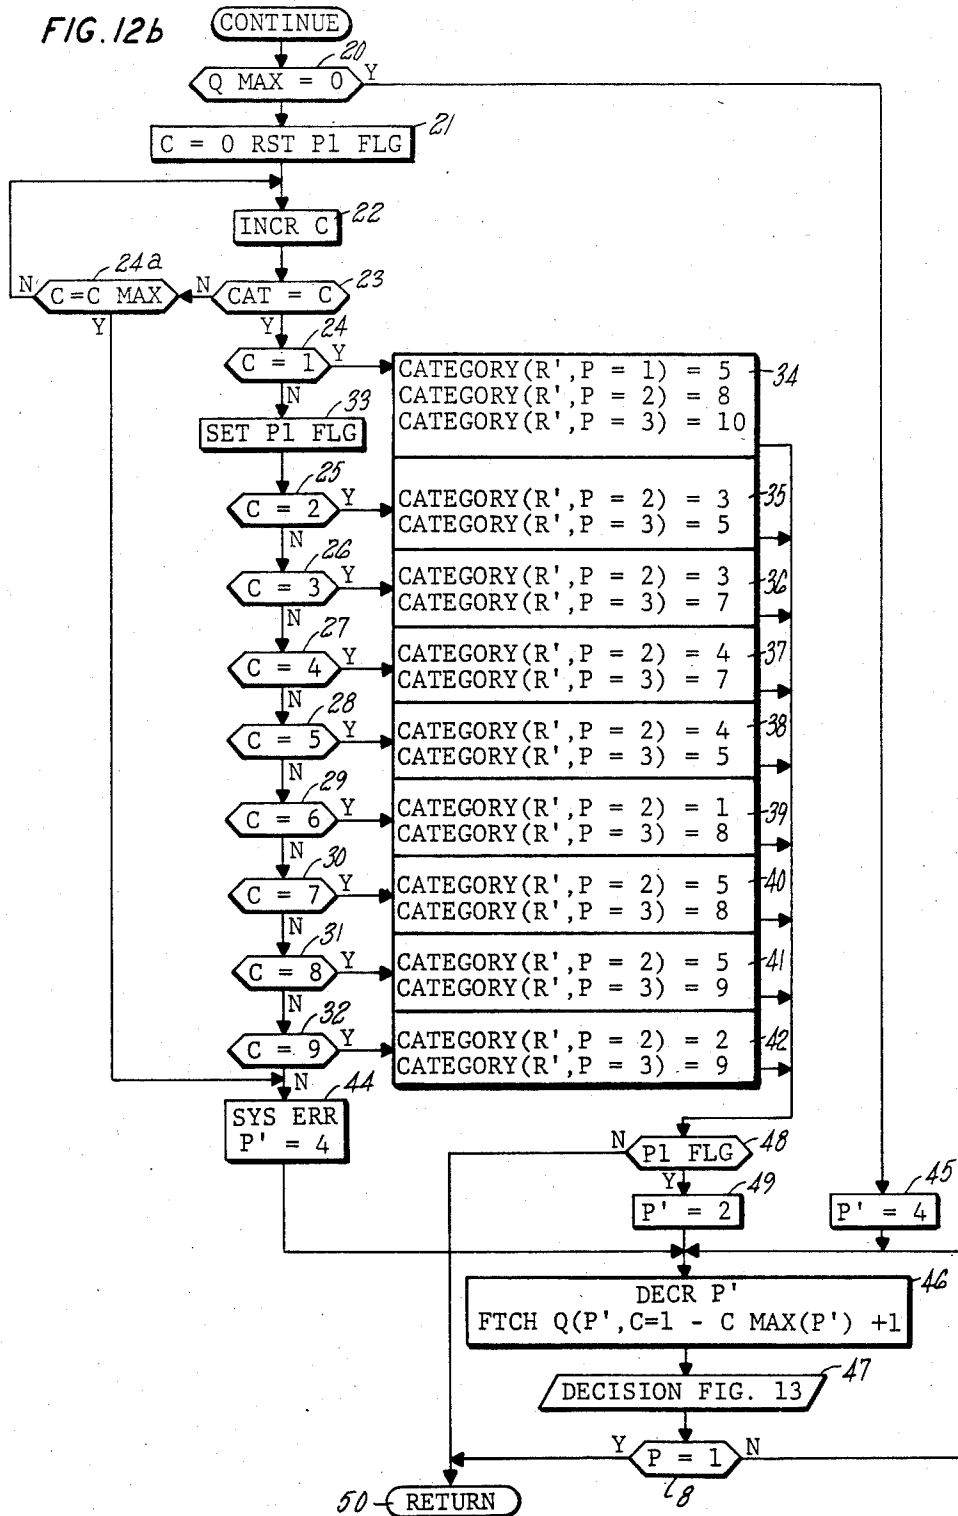 FIG. 12b
CONTINUE
20
Q MAX = 0
Y
21
C = 0 RST P1 FLG
INCR C
22
24a
23
N
C=C MAX
N
CAT = C
Y
Y
24
C = 1
Y
N
CATEGORY(R',P = 1) = 5
34
CATEGORY(R',P = 2) = 8
CATEGORY(R',P = 3) = 10
33
SET P1 FLG
25
C = 2
Y
N
CATEGORY(R',P = 2) = 3
35
CATEGORY(R',P = 3) = 5
26
C = 3
Y
N
CATEGORY(R',P = 2) = 3
36
CATEGORY(R',P = 3) = 7
27
C = 4
Y
N
CATEGORY(R',P = 2) = 4
37
CATEGORY(R',P = 3) = 7
28
C = 5
Y
N
CATEGORY(R',P = 2) = 4
38
CATEGORY(R',P = 3) = 5
29
C = 6
Y
N
CATEGORY(R',P = 2) = 1
39
CATEGORY(R',P = 3) = 8
30
C = 7
Y
N
CATEGORY(R',P = 2) = 5
40
CATEGORY(R',P = 3) = 8
31
C = 8
Y
N
CATEGORY(R',P = 2) = 5
41
CATEGORY(R',P = 3) = 9
32
C = 9
Y
N
CATEGORY(R',P = 2) = 2
42
CATEGORY(R',P = 3) = 9
44
SYS ERR
P' = 4
N
P1 FLG
48
Y
49
P' = 2
45
P' = 4
46
DECR P'
FTCH Q(P',C=1 - C MAX(P') +1
47
DECISION FIG. 13
Y
P = 1
N
18
50
RETURN